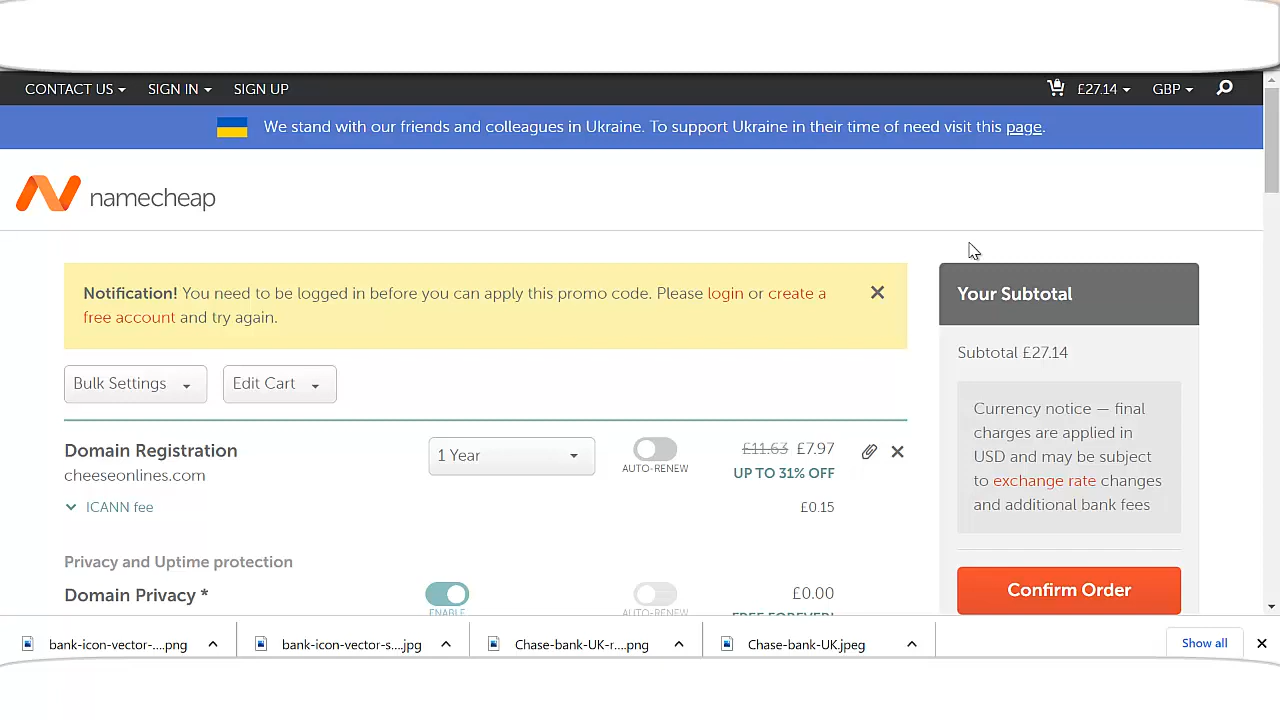 CONTACT US SIGN IN SIGN UP £27.14 GBP
We stand with our friends and colleagues in Ukraine. To support Ukraine in their time of need visit this page.
namecheap
Notification! You need to be logged in before you can apply this promo code. Please login or create a
free account and try again.
Your Subtotal
Subtotal £27.14
Bulk Settings Edit Cart
Currency notice — final
charges are applied in
USD and may be subject
to exchange rate changes
and additional bank fees
Domain Registration 1 Year £11.63 £7.97
AUTO-RENEW
cheeseonlines.com UP TO 31% OFF
ICANN fee £0.15
Privacy and Uptime protection
Domain Privacy * £0.00
ENABLE AUTO-RENEW FREE FOREVER!
Confirm Order
bank-icon-vector-....png bank-icon-vector-s....jpg Chase-bank-UK-r....png Chase-bank-UK.jpeg Show all